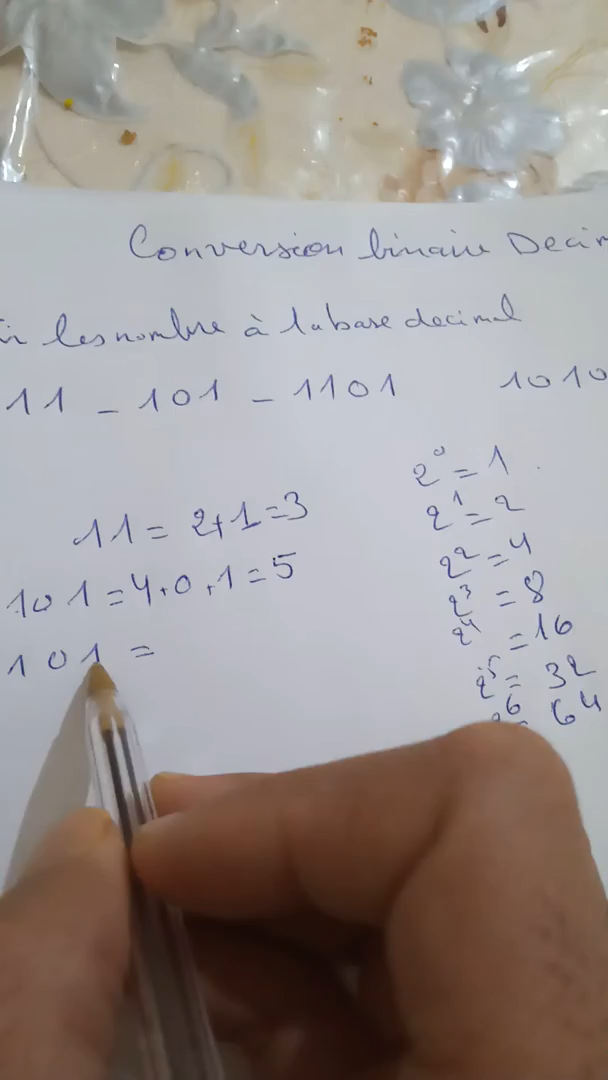 Conversion binaire Decim
les nombre à la base decimal
11 - 101 - 1101 1010
2⁰ = 1
11 = 2+1=3
2¹ = 2
101 = 4+0+1=5
2² = 4
2³ = 8
101 =
2⁴ = 16
2⁵ = 32
2⁶ = 64